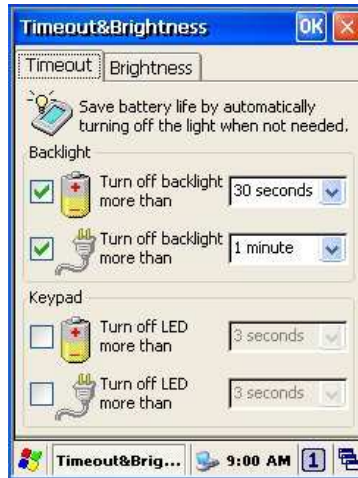 Timeout&Brightness OK
Timeout Brightness
Save battery life by automatically
turning off the light when not needed.
Backlight
Turn off backlight
more than
30 seconds
Turn off backlight
more than
1 minute
Keypad
Turn off LED
more than
3 seconds
Turn off LED
more than
3 seconds
Timeout&Brig... 9:00 AM 1